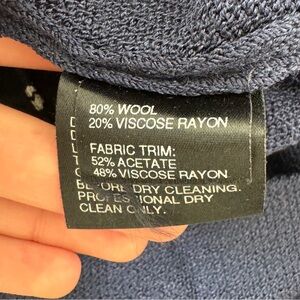 80% WOOL
20% VISCOSE RAYON
FABRIC TRIM:
52% ACETATE
48% VISCOSE RAYON
BEFORE DRY CLEANING.
PROFESSIONAL DRY
CLEAN ONLY.